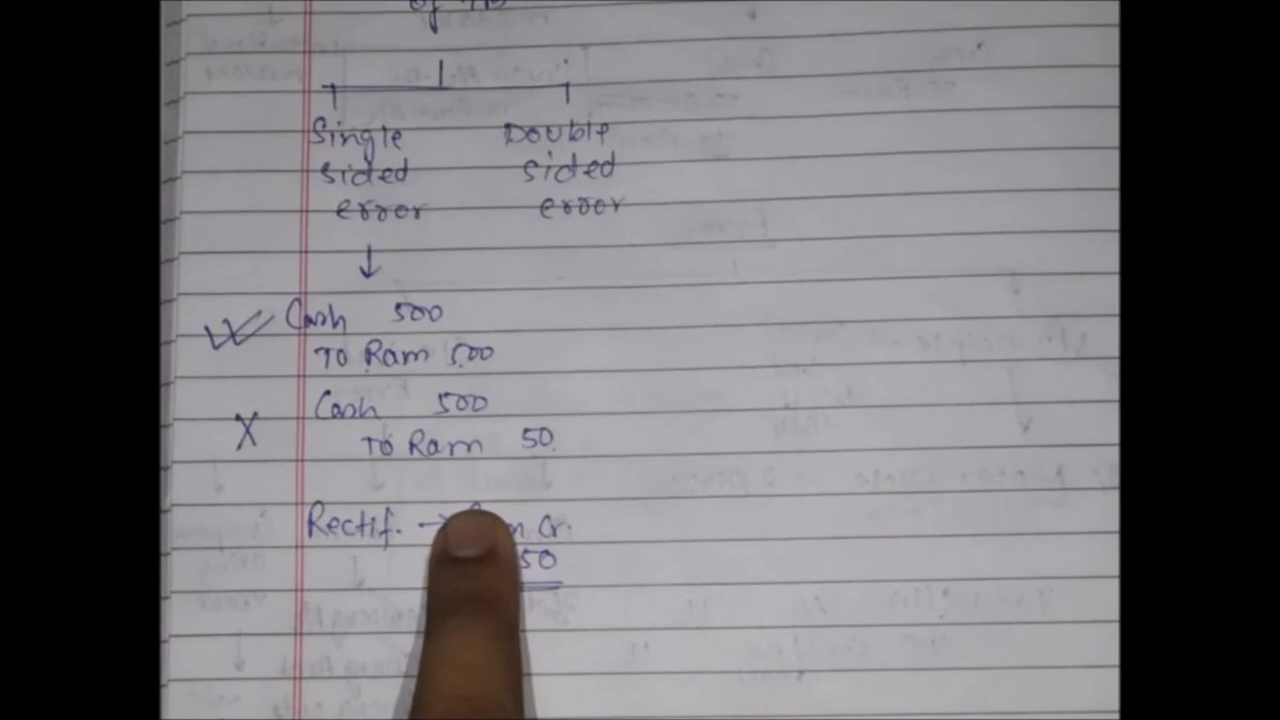 Single Double
sided sided
error error
Cash 500
To Ram 500
Cash 500
To Ram 50
Rectif. → Cr.
50